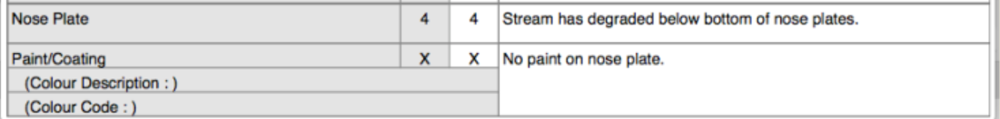 Nose Plate 4 4 Stream has degraded below bottom of nose plates.
Paint/Coating X X No paint on nose plate.
(Colour Description : )
(Colour Code : )